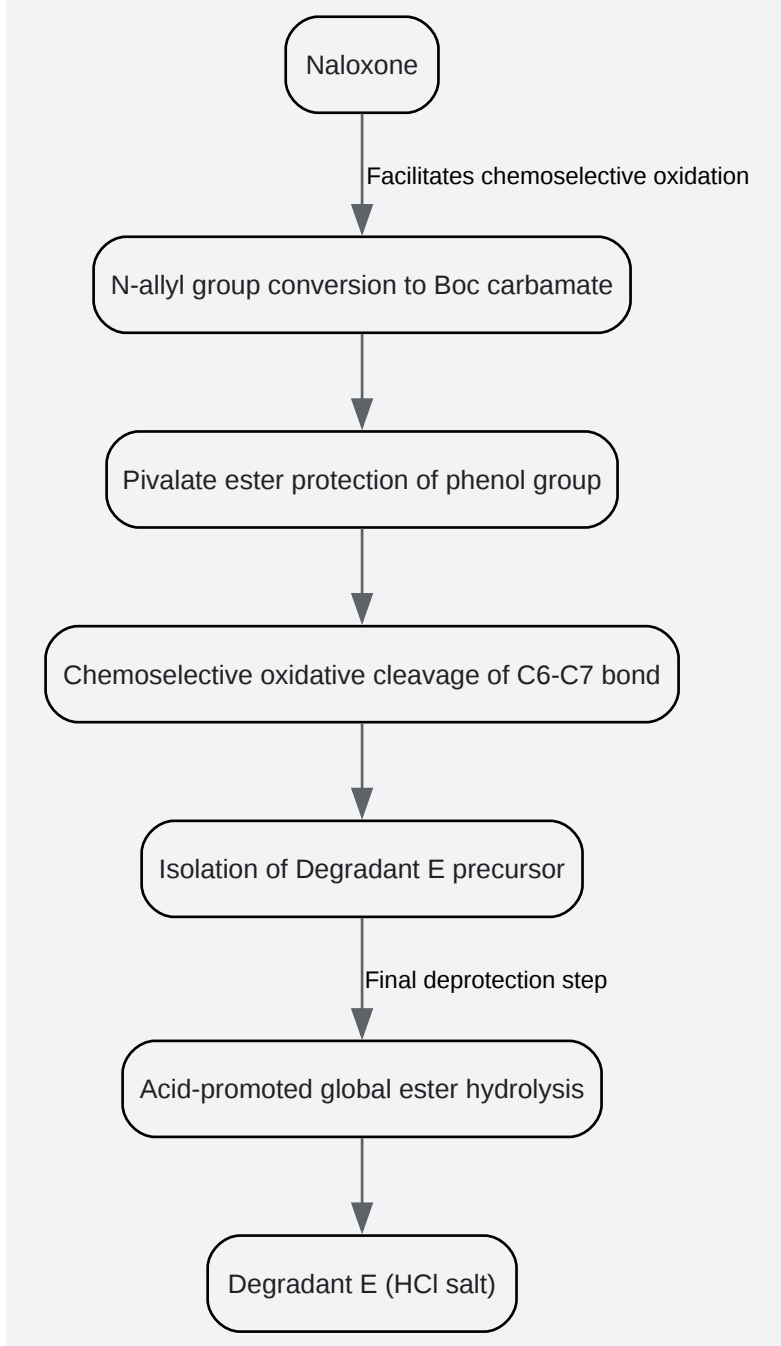 Naloxone
Facilitates chemoselective oxidation
N-allyl group conversion to Boc carbamate
Pivalate ester protection of phenol group
Chemoselective oxidative cleavage of C6-C7 bond
Isolation of Degradant E precursor
Final deprotection step
Acid-promoted global ester hydrolysis
Degradant E (HCl salt)